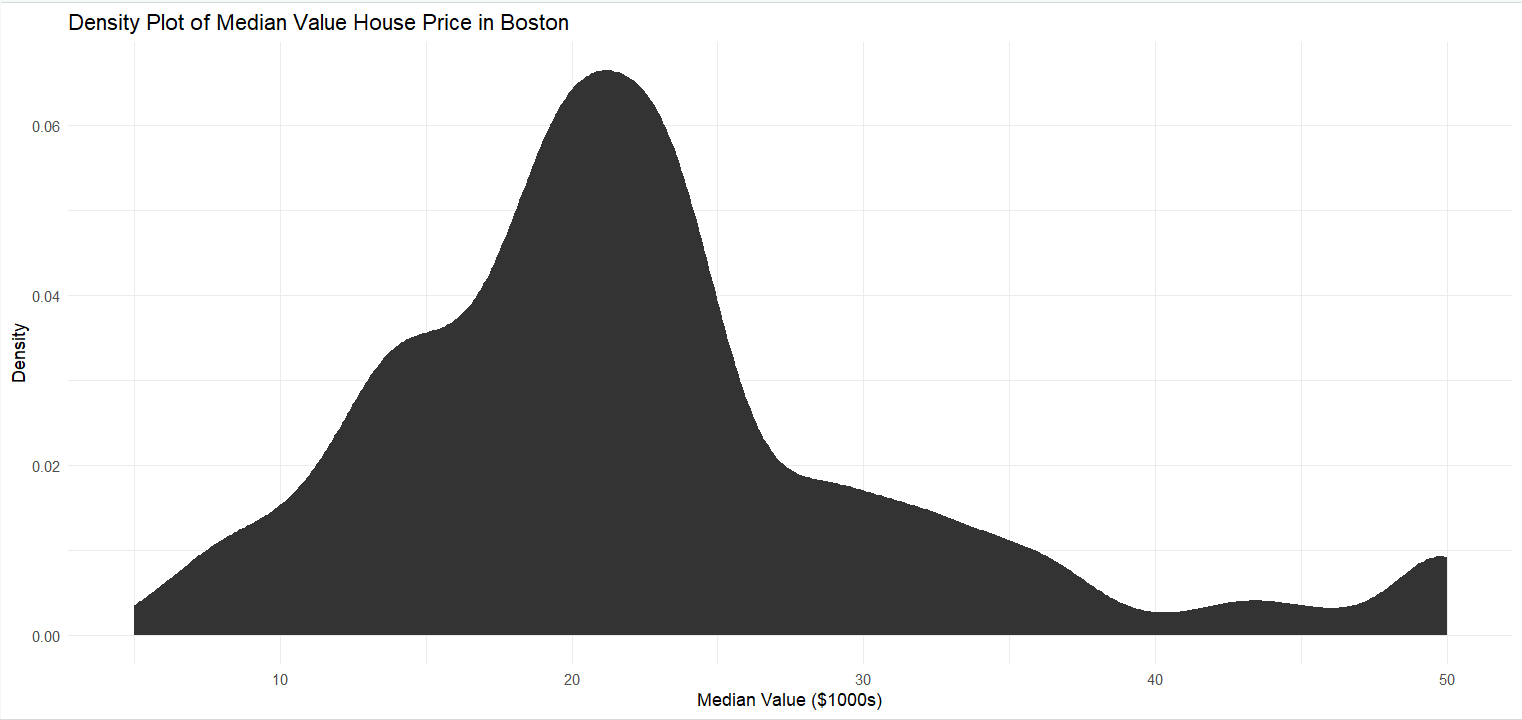 Density Plot of Median Value House Price in Boston
0.06
0.04
Density
0.02
0.00
10 20 30 40 50
Median Value ($1000s)